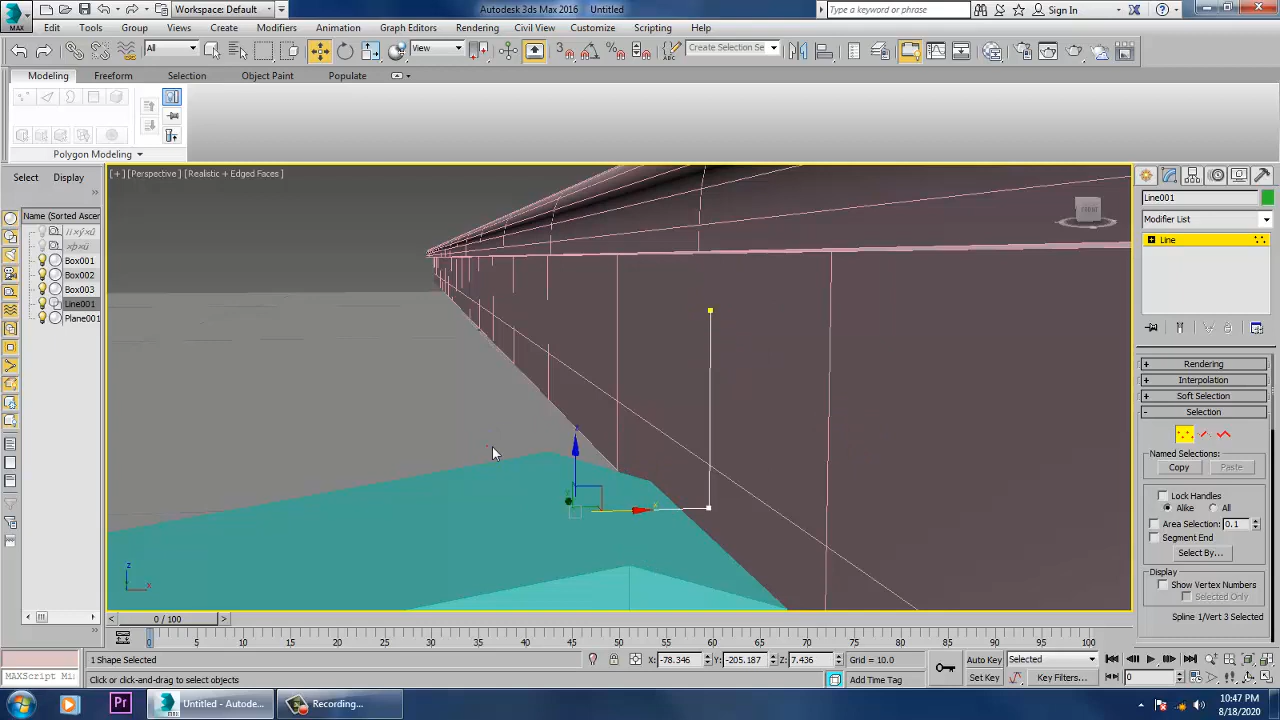 Workspace: Default
Autodesk 3ds Max 2016 Untitled
Type a keyword or phrase
Sign In
MAX
Edit Tools Group Views Create Modifiers Animation Graph Editors Rendering Civil View Customize Scripting Help
All
View
Create Selection Se
Modeling Freeform Selection Object Paint Populate
Polygon Modeling
Select Display
Name (Sorted Ascen
Box001
Box002
Box003
Line001
Plane001
[+] [Perspective] [Realistic + Edged Faces]
FRONT
z
x
Line001
Modifier List
Line
+ Rendering
+ Interpolation
+ Soft Selection
- Selection
Named Selections:
Copy Paste
Lock Handles
Alike All
Area Selection: 0.1
Segment End
Select By...
Display
Show Vertex Numbers
Selected Only
Spline 1/Vert 3 Selected
< 0 / 100 >
0 5 10 15 20 25 30 35 40 45 50 55 60 65 70 75 80 85 90 95 100
1 Shape Selected
X: -78.346 Y: -205.187 Z: 7.436 Grid = 10.0
Auto Key Selected
MAXScript Mi
Click or click-and-drag to select objects
Add Time Tag
Set Key Key Filters...
0
Pr
Untitled - Autode...
Recording...
10:47 PM
8/18/2020